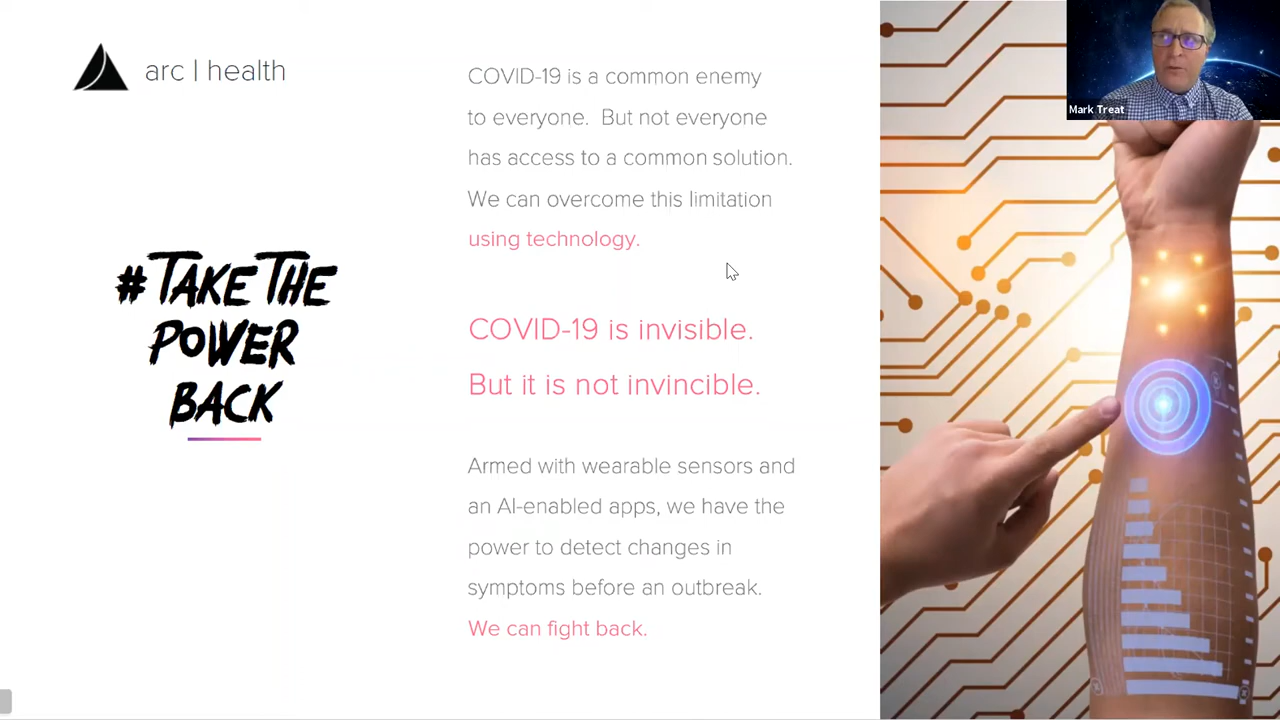 arc | health
#TAKE THE
POWER
BACK
COVID-19 is a common enemy
to everyone. But not everyone
has access to a common solution.
We can overcome this limitation
using technology.
COVID-19 is invisible.
But it is not invincible.
Armed with wearable sensors and
an AI-enabled apps, we have the
power to detect changes in
symptoms before an outbreak.
We can fight back.
Mark Treat